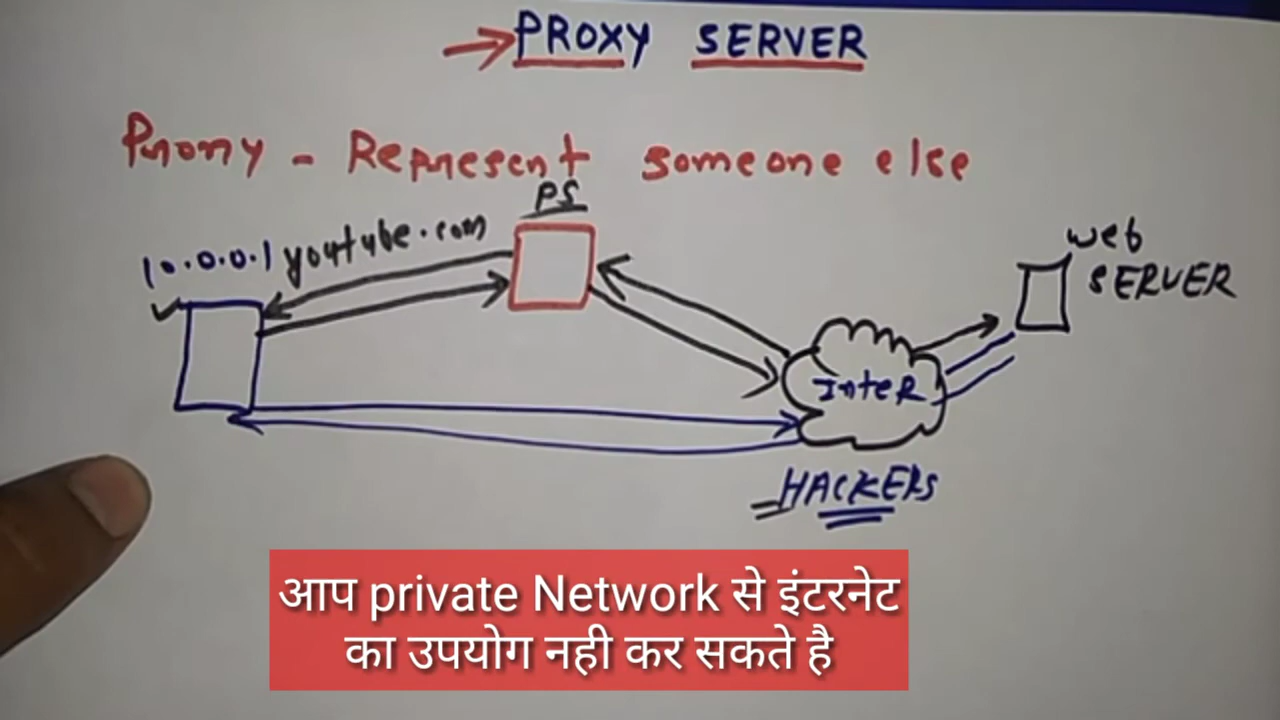 PROXY SERVER
Proxy - Represent someone else
PS
10.0.0.1 youtube.com
web
SERVER
InteR
HACKERS
आप private Network से इंटरनेट
का उपयोग नही कर सकते है